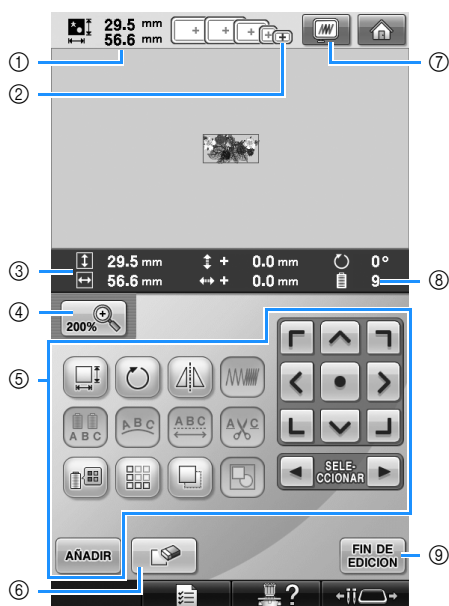 29.5 mm
56.6 mm
①
②
⑦
③
29.5 mm + 0.0 mm 0°
56.6 mm + 0.0 mm 9
⑧
④
200%
⑤
A B C
A B C
A B C
A C
SELE-
CCIONAR
AÑADIR
FIN DE
EDICION
⑥
⑨
?